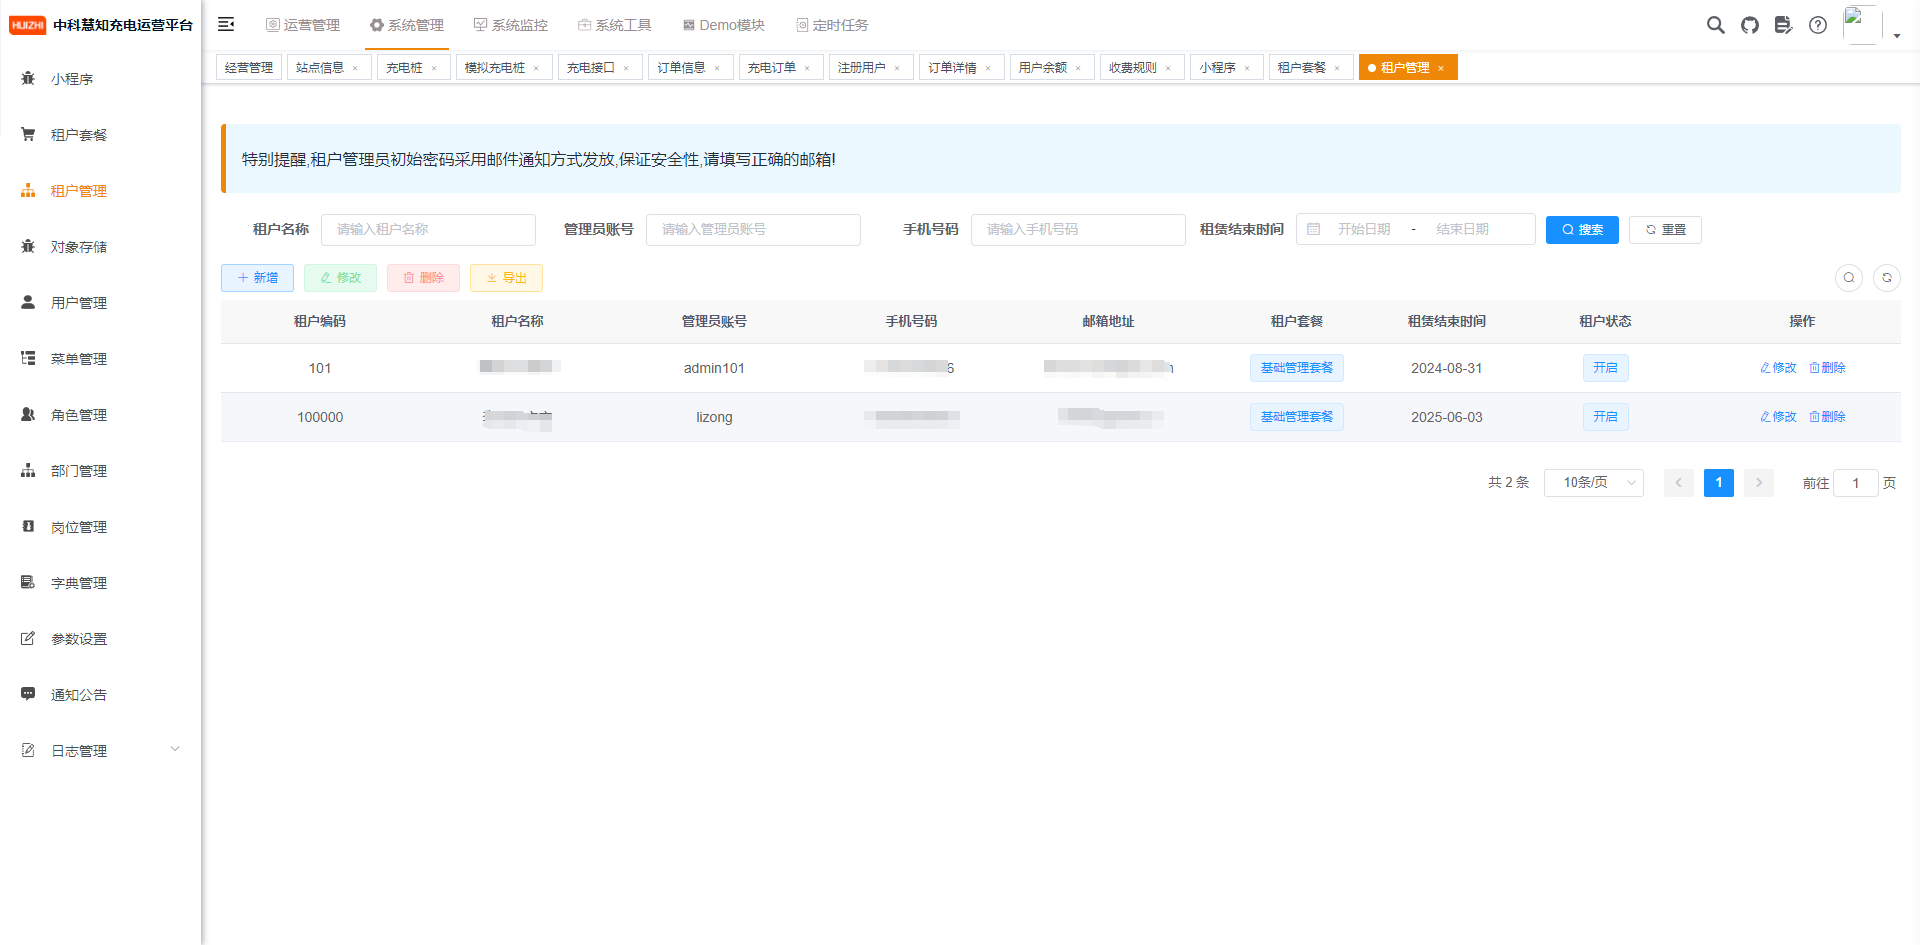 HUIZHI 中科慧知充电运营平台
运营管理 系统管理 系统监控 系统工具 Demo模块 定时任务
经营管理 站点信息 × 充电桩 × 模拟充电桩 × 充电接口 × 订单信息 × 充电订单 × 注册用户 × 订单详情 × 用户余额 × 收费规则 × 小程序 × 租户套餐 × 租户管理 ×
小程序
租户套餐
租户管理
对象存储
用户管理
菜单管理
角色管理
部门管理
岗位管理
字典管理
参数设置
通知公告
日志管理
特别提醒,租户管理员初始密码采用邮件通知方式发放,保证安全性,请填写正确的邮箱!
租户名称 请输入租户名称 管理员账号 请输入管理员账号 手机号码 请输入手机号码 租赁结束时间 开始日期 - 结束日期 搜索 重置
新增 修改 删除 导出
租户编码 租户名称 管理员账号 手机号码 邮箱地址 租户套餐 租赁结束时间 租户状态 操作
101 admin101 6 基础管理套餐 2024-08-31 开启 修改 删除
100000 lizong 基础管理套餐 2025-06-03 开启 修改 删除
共 2 条 10条/页 1 前往 1 页